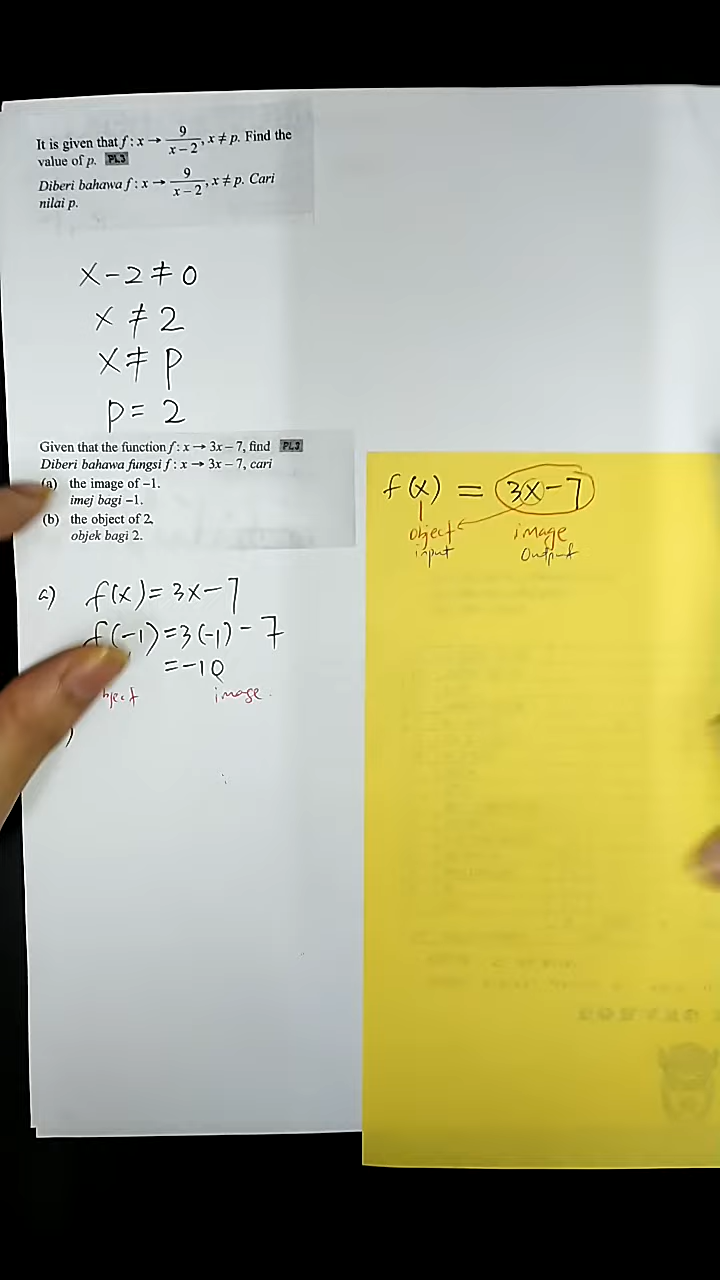 It is given that f : x → 9/(x – 2), x ≠ p. Find the
value of p. PL3
Diberi bahawa f : x → 9/(x – 2), x ≠ p. Cari
nilai p.
x – 2 ≠ 0
x ≠ 2
x ≠ p
p = 2
Given that the function f : x → 3x – 7, find PL3
Diberi bahawa fungsi f : x → 3x – 7, cari
(a) the image of –1.
imej bagi –1.
(b) the object of 2.
objek bagi 2.
a) f(x) = 3x – 7
f(–1) = 3(–1) – 7
= –10
image.
)
f(x) = 3x – 7
object image
input output